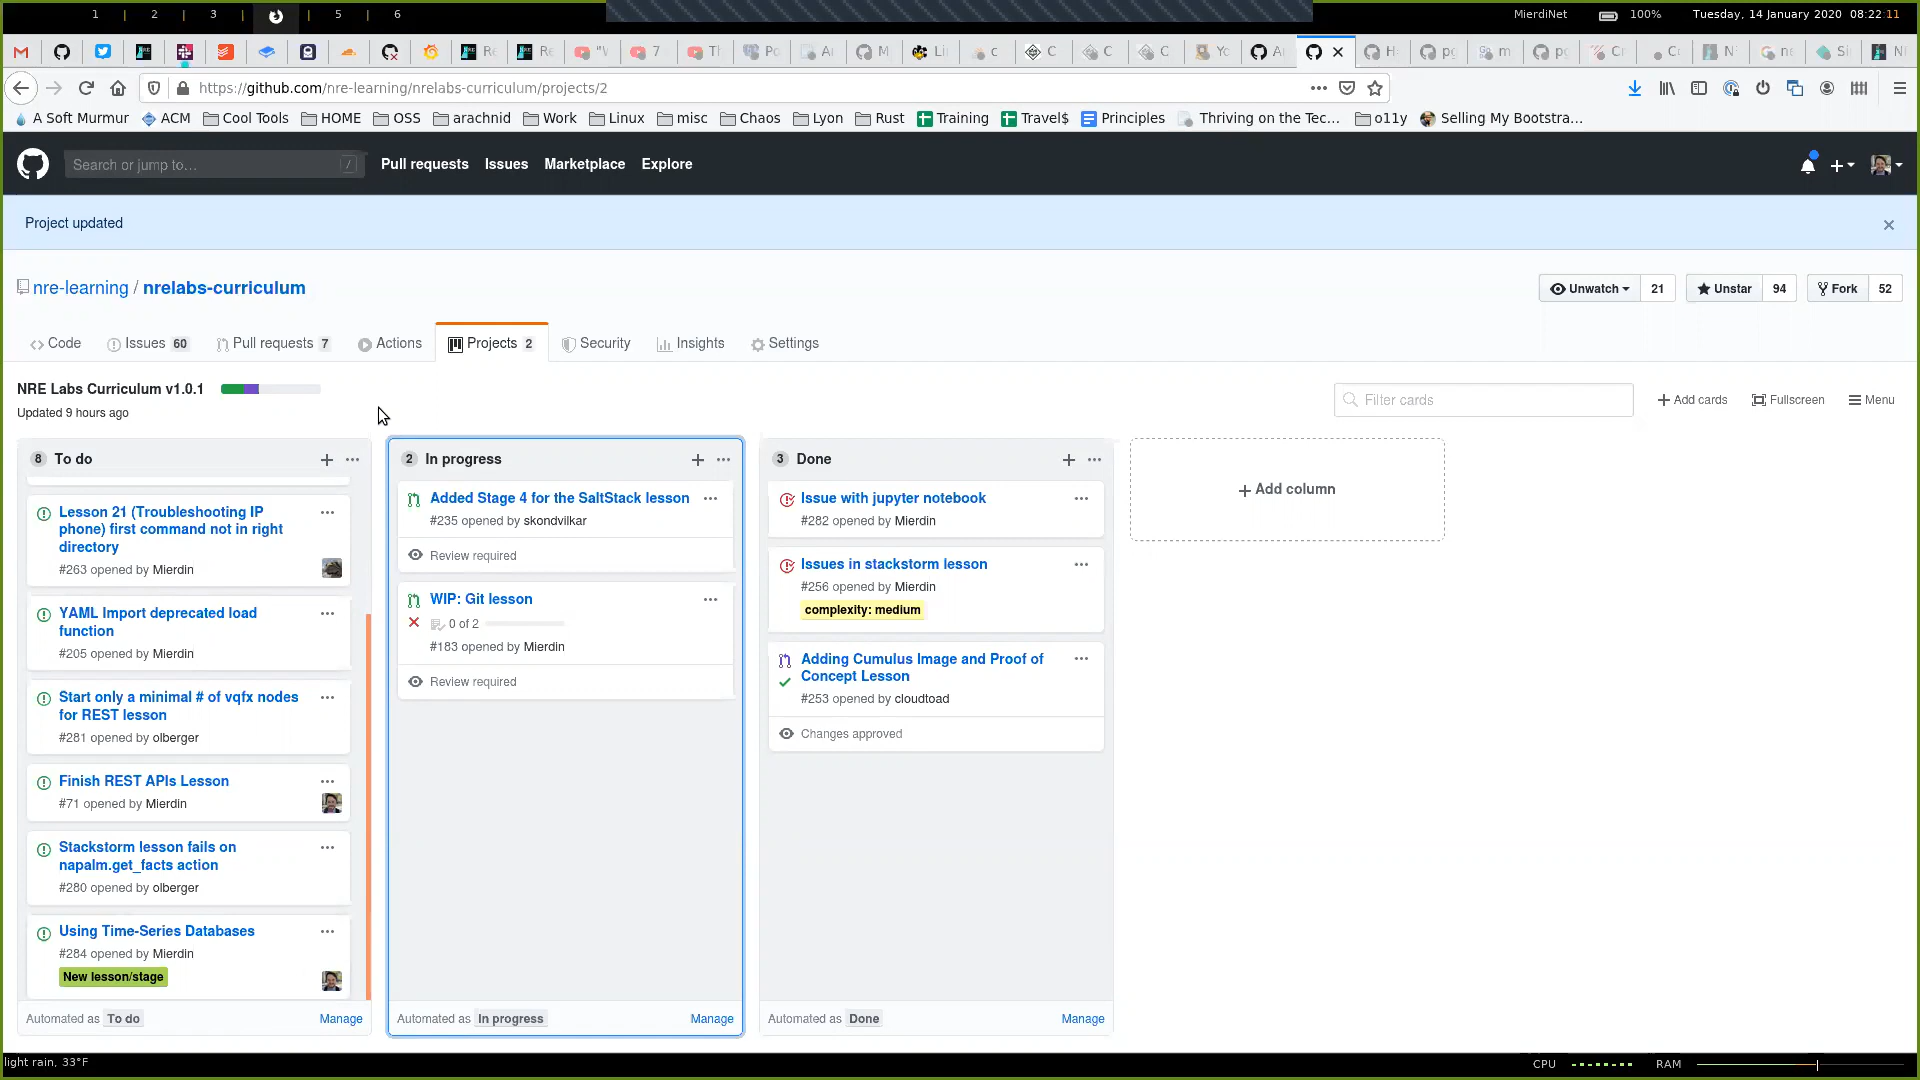 1 | 2 | 3 | | 5 | 6
MierdiNet 100% Tuesday, 14 January 2020 08:22:11
https://github.com/nre-learning/nrelabs-curriculum/projects/2
A Soft Murmur ACM Cool Tools HOME OSS arachnid Work Linux misc Chaos Lyon Rust Training Travel$ Principles Thriving on the Tec... o11y Selling My Bootstra...
Search or jump to... / Pull requests Issues Marketplace Explore
Project updated
nre-learning / nrelabs-curriculum
Unwatch 21 Unstar 94 Fork 52
Code Issues 60 Pull requests 7 Actions Projects 2 Security Insights Settings
NRE Labs Curriculum v1.0.1
Updated 9 hours ago
Filter cards Add cards Fullscreen Menu
8 To do
Lesson 21 (Troubleshooting IP
phone) first command not in right
directory
#263 opened by Mierdin
YAML Import deprecated load
function
#205 opened by Mierdin
Start only a minimal # of vqfx nodes
for REST lesson
#281 opened by olberger
Finish REST APIs Lesson
#71 opened by Mierdin
Stackstorm lesson fails on
napalm.get_facts action
#280 opened by olberger
Using Time-Series Databases
#284 opened by Mierdin
New lesson/stage
Automated as To do Manage
2 In progress
Added Stage 4 for the SaltStack lesson
#235 opened by skondvilkar
Review required
WIP: Git lesson
0 of 2
#183 opened by Mierdin
Review required
Automated as In progress Manage
3 Done
Issue with jupyter notebook
#282 opened by Mierdin
Issues in stackstorm lesson
#256 opened by Mierdin
complexity: medium
Adding Cumulus Image and Proof of
Concept Lesson
#253 opened by cloudtoad
Changes approved
Automated as Done Manage
Add column
light rain, 33°F
CPU RAM